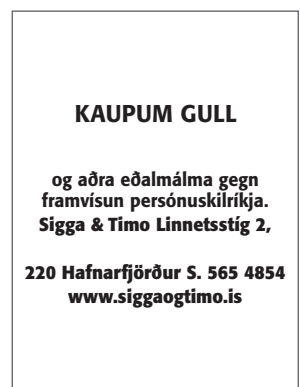 KAUPUM GULL
og aðra eðalmálma gegn
framvísun persónuskilríkja.
Sigga & Timo Linnetsstíg 2,
220 Hafnarfjörður S. 565 4854
www.siggaogtimo.is